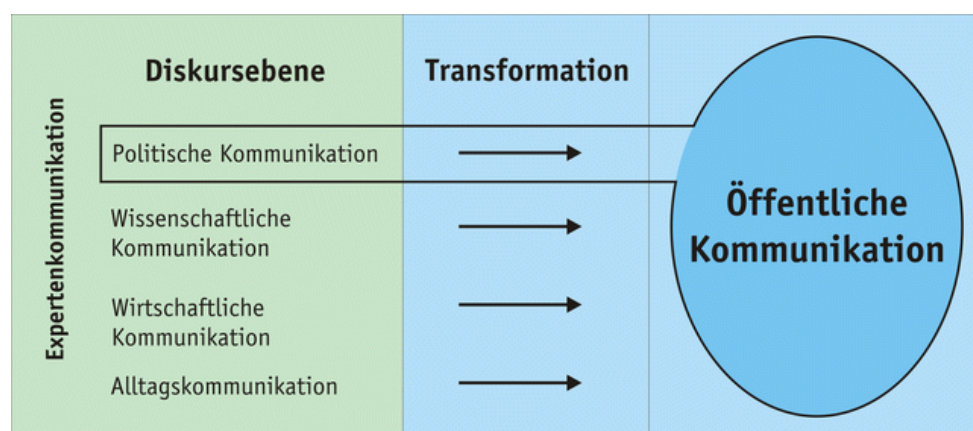 Diskursebene
Transformation
Expertenkommunikation
Politische Kommunikation
Wissenschaftliche
Kommunikation
Wirtschaftliche
Kommunikation
Alltagskommunikation
Öffentliche
Kommunikation